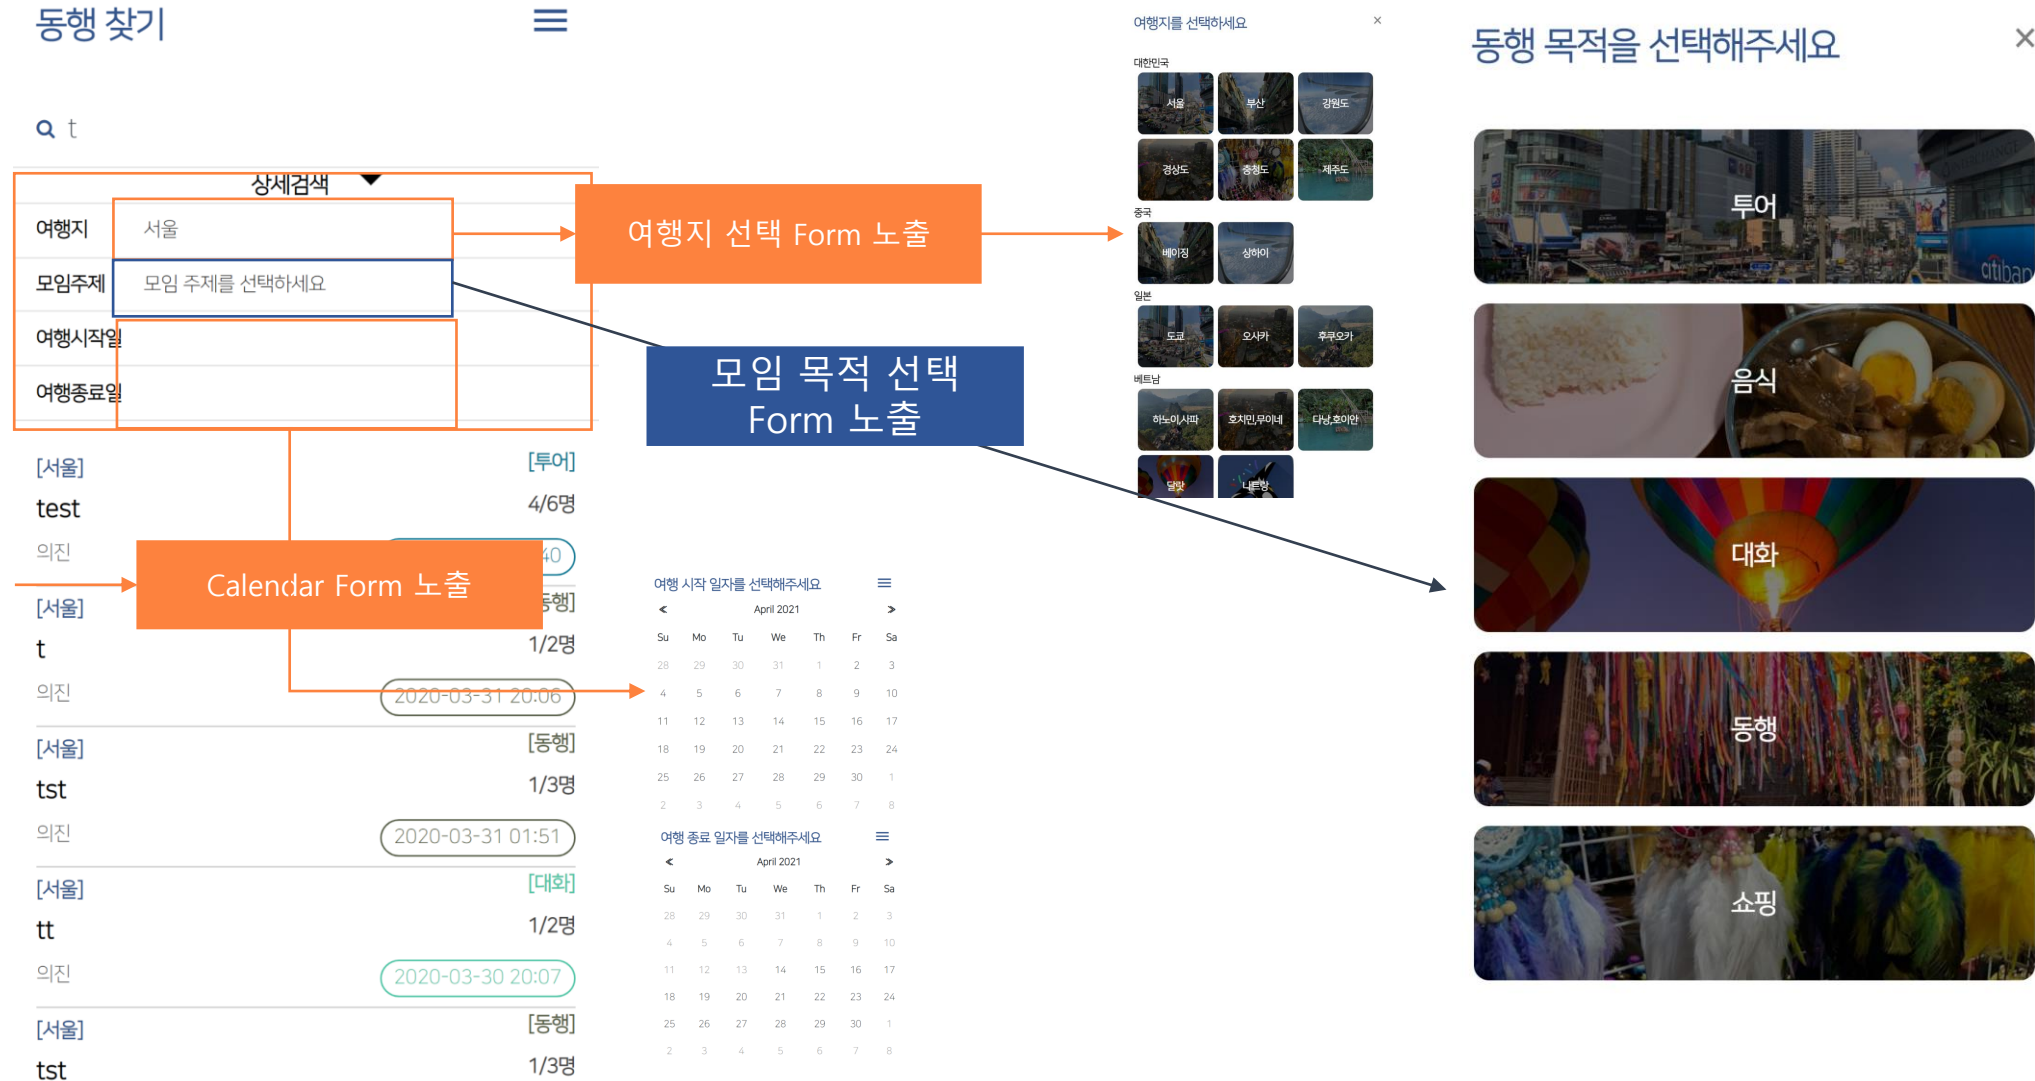 동행 찾기
t
상세검색
여행지 서울
모임주제 모임 주제를 선택하세요
여행시작일
여행종료일
[서울] [투어]
test 4/6명
의진 40
[서울] 동행]
t 1/2명
의진 2020-03-31 20:06
[서울] [동행]
tst 1/3명
의진 2020-03-31 01:51
[서울] [대화]
tt 1/2명
의진 2020-03-30 20:07
[서울] [동행]
tst 1/3명
여행지 선택 Form 노출
모임 목적 선택
Form 노출
Calendar Form 노출
여행 시작 일자를 선택해주세요
April 2021
Su Mo Tu We Th Fr Sa
28 29 30 31 1 2 3
4 5 6 7 8 9 10
11 12 13 14 15 16 17
18 19 20 21 22 23 24
25 26 27 28 29 30 1
2 3 4 5 6 7 8
여행 종료 일자를 선택해주세요
April 2021
Su Mo Tu We Th Fr Sa
28 29 30 31 1 2 3
4 5 6 7 8 9 10
11 12 13 14 15 16 17
18 19 20 21 22 23 24
25 26 27 28 29 30 1
2 3 4 5 6 7 8
여행지를 선택하세요 ×
대한민국
서울 부산 강원도
경상도 충청도 제주도
중국
베이징 상하이
일본
도쿄 오사카 후쿠오카
베트남
하노이,사파 호치민,무이네 다낭,호이안
달랏 나트랑
동행 목적을 선택해주세요 ×
투어
citiban
음식
대화
동행
쇼핑